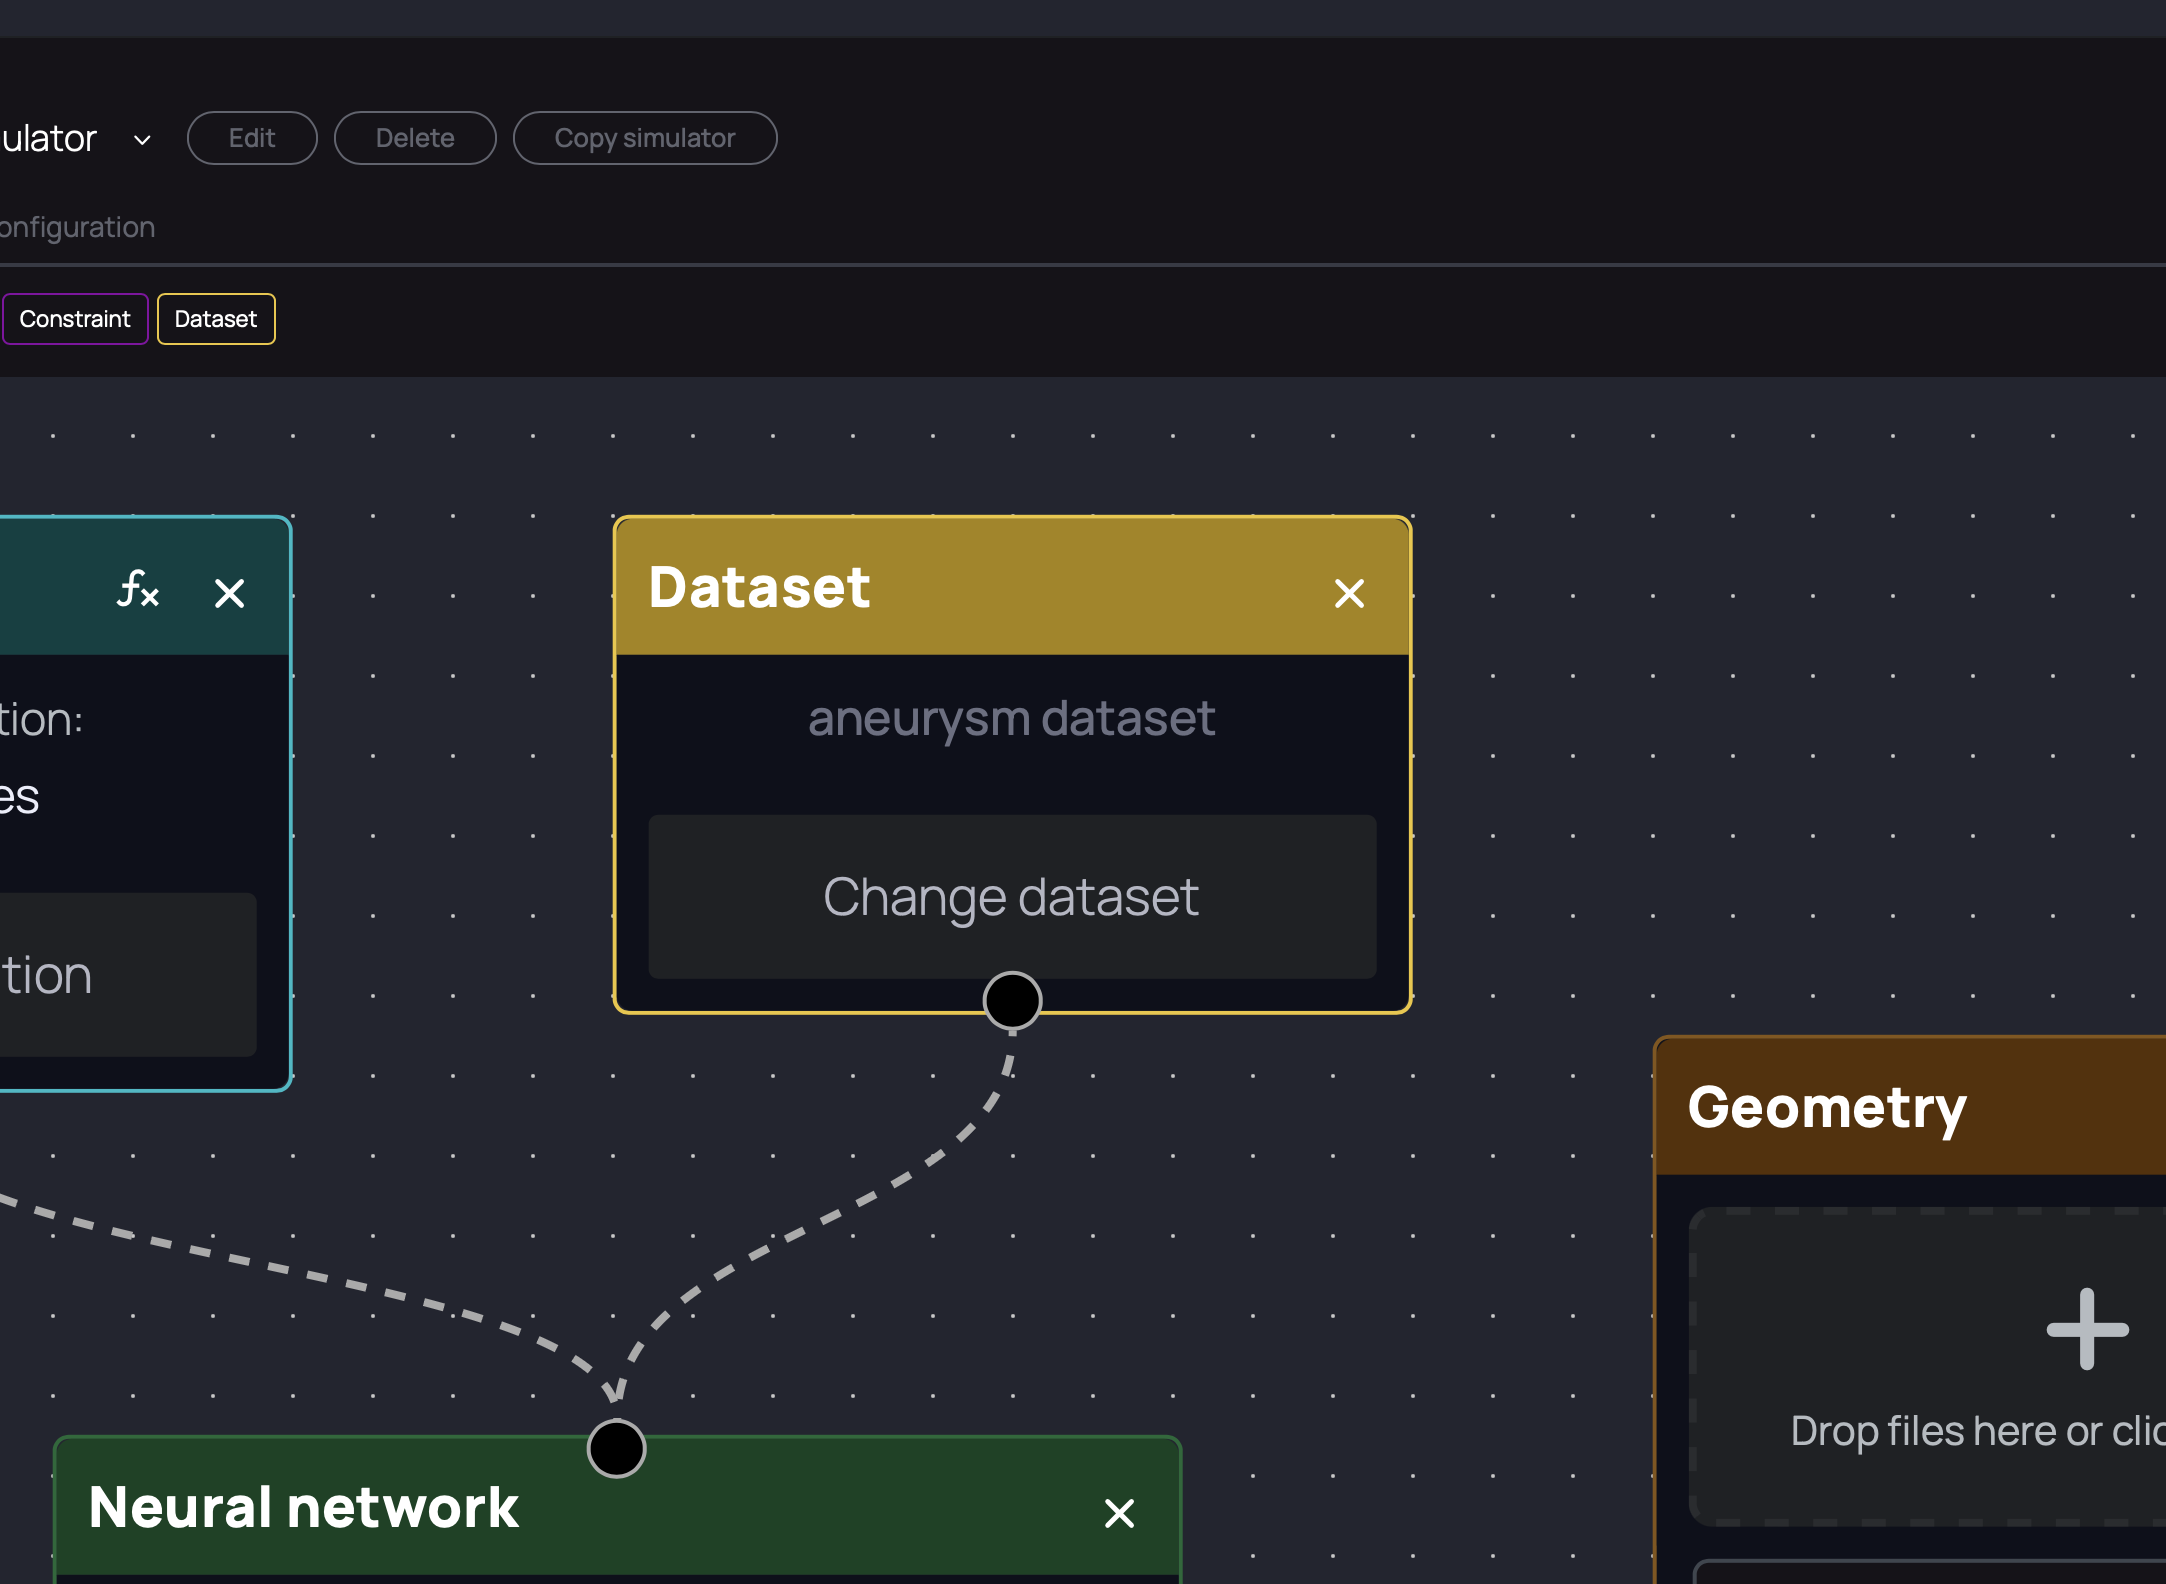 ulator
Edit
Delete
Copy simulator
onfiguration
Constraint
Dataset
fx
Dataset
tion:
aneurysm dataset
es
Change dataset
tion
Geometry
Drop files here or clic
Neural network